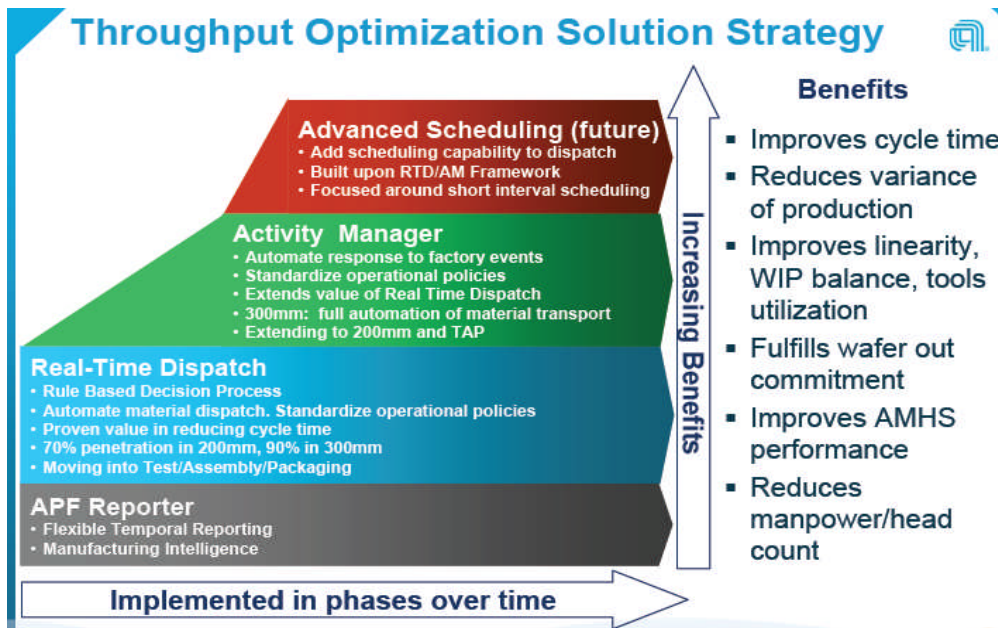 Throughput Optimization Solution Strategy
Advanced Scheduling (future)
• Add scheduling capability to dispatch
• Built upon RTD/AM Framework
• Focused around short interval scheduling
Activity Manager
• Automate response to factory events
• Standardize operational policies
• Extends value of Real Time Dispatch
• 300mm: full automation of material transport
• Extending to 200mm and TAP
Real-Time Dispatch
• Rule Based Decision Process
• Automate material dispatch. Standardize operational policies
• Proven value in reducing cycle time
• 70% penetration in 200mm, 90% in 300mm
• Moving into Test/Assembly/Packaging
APF Reporter
• Flexible Temporal Reporting
• Manufacturing Intelligence
Implemented in phases over time
Increasing Benefits
Benefits
▪ Improves cycle time
▪ Reduces variance
of production
▪ Improves linearity,
WIP balance, tools
utilization
▪ Fulfills wafer out
commitment
▪ Improves AMHS
performance
▪ Reduces
manpower/head
count